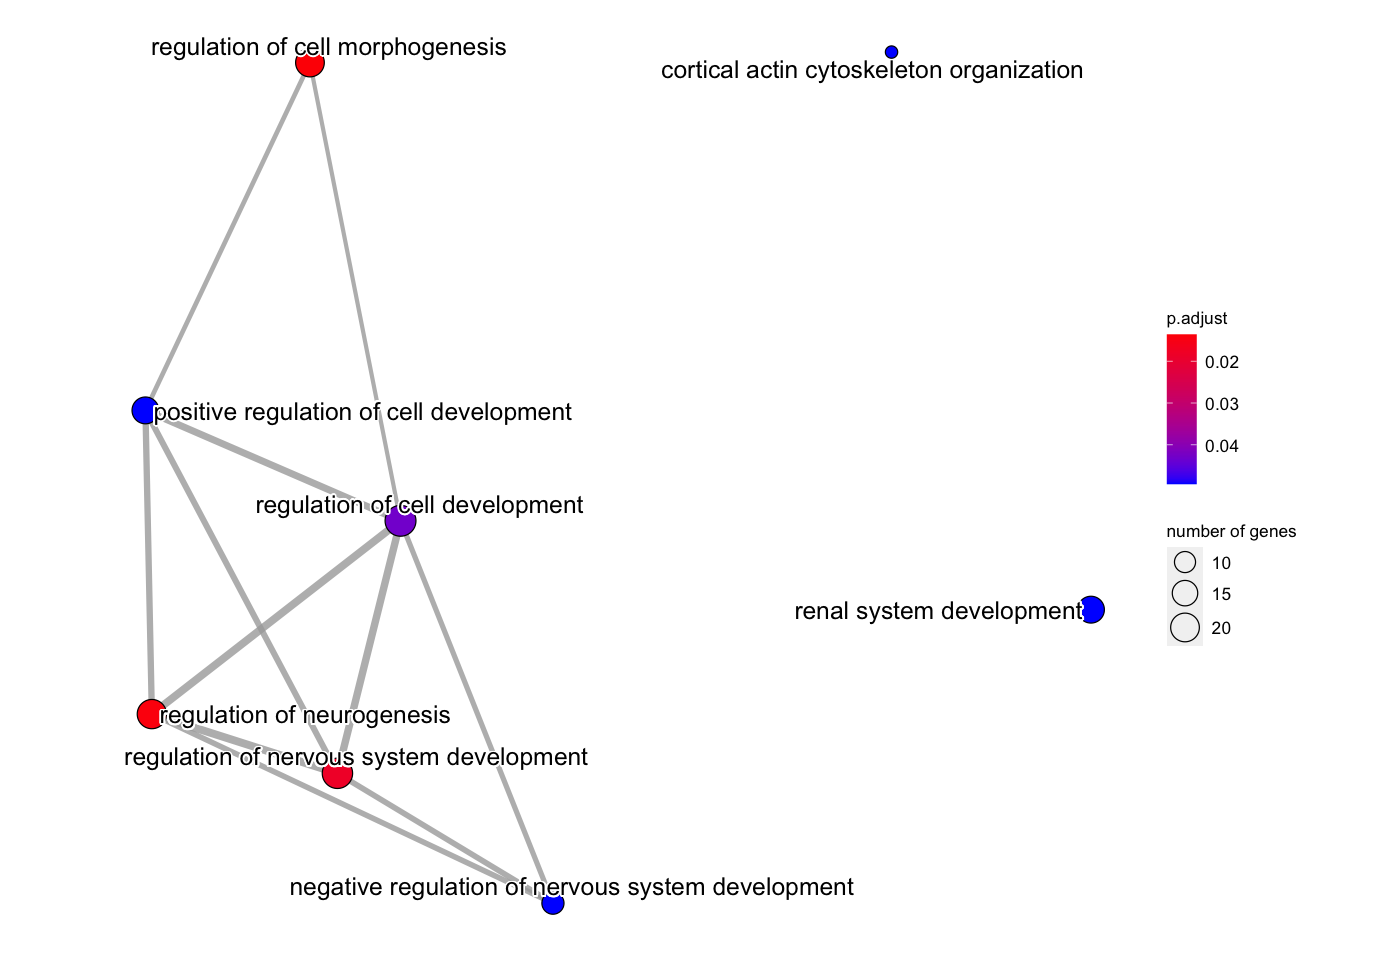 regulation of cell morphogenesis
cortical actin cytoskeleton organization
p.adjust
0.02
0.03
0.04
positive regulation of cell development
regulation of cell development
number of genes
10
15
20
renal system development
regulation of neurogenesis
regulation of nervous system development
negative regulation of nervous system development